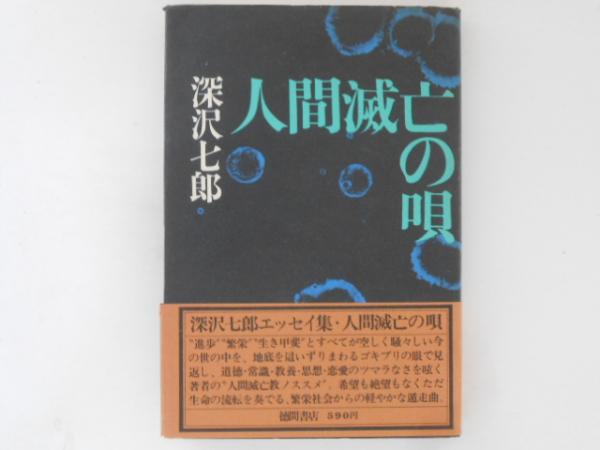 人間滅亡の唄
深沢七郎
深沢七郎エッセイ集・人間滅亡の唄
"進歩""繁栄""生き甲斐"とすべてが空しく騒々しい今
の世の中を、地底を這いずりまわるゴキブリの眼で見
返し、道徳・常識・教養・思想・恋愛のツマラなさを呟く
著者の"人間滅亡教ノススメ"。希望も絶望もなくただ
生命の流転を奏でる、繁栄社会からの軽やかな遁走曲。
徳間書店 590円